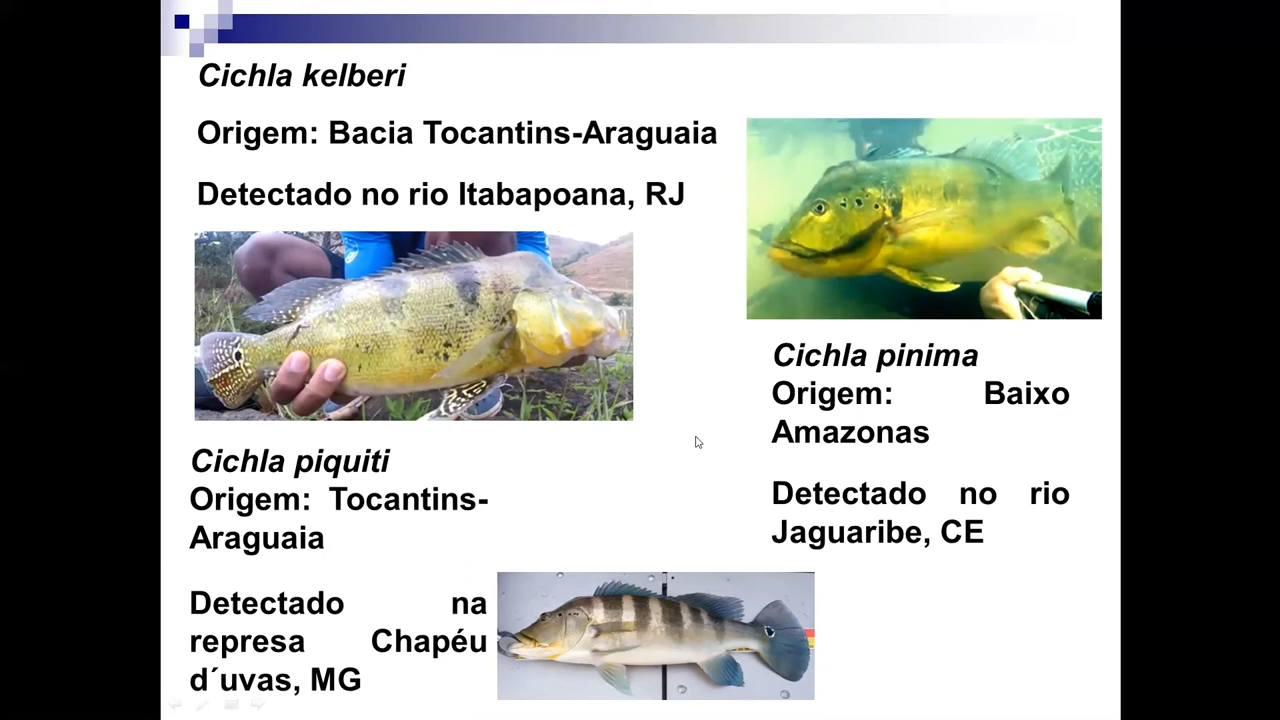 Cichla kelberi
Origem: Bacia Tocantins-Araguaia
Detectado no rio Itabapoana, RJ
Cichla pinima
Origem: Baixo
Amazonas
Detectado no rio
Jaguaribe, CE
Cichla piquiti
Origem: Tocantins-
Araguaia
Detectado na
represa Chapéu
d´uvas, MG